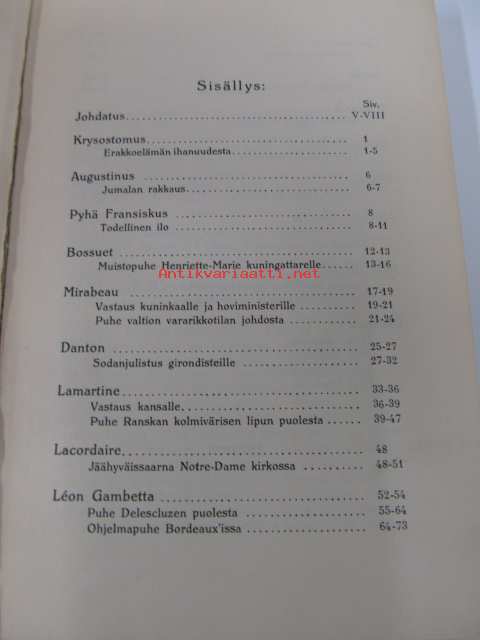 Sisällys:
Siv.
Johdatus V-VIII
Krysostomus 1
Erakkoelämän ihanuudesta 1-5
Augustinus 6
Jumalan rakkaus 6-7
Pyhä Fransiskus 8
Todellinen ilo 8-11
Bossuet 12-13
Muistopuhe Henriette-Marie kuningattarelle 13-16
Antikvariaatti.net
Mirabeau 17-19
Vastaus kuninkaalle ja hoviministerille 19-21
Puhe valtion vararikkotilan johdosta 21-24
Danton 25-27
Sodanjulistus girondisteille 27-32
Lamartine 33-36
Vastaus kansalle 36-39
Puhe Ranskan kolmivärisen lipun puolesta 39-47
Lacordaire 48
Jäähyväissaarna Notre-Dame kirkossa 48-51
Léon Gambetta 52-54
Puhe Delescluzen puolesta 55-64
Ohjelmapuhe Bordeaux'issa 64-73